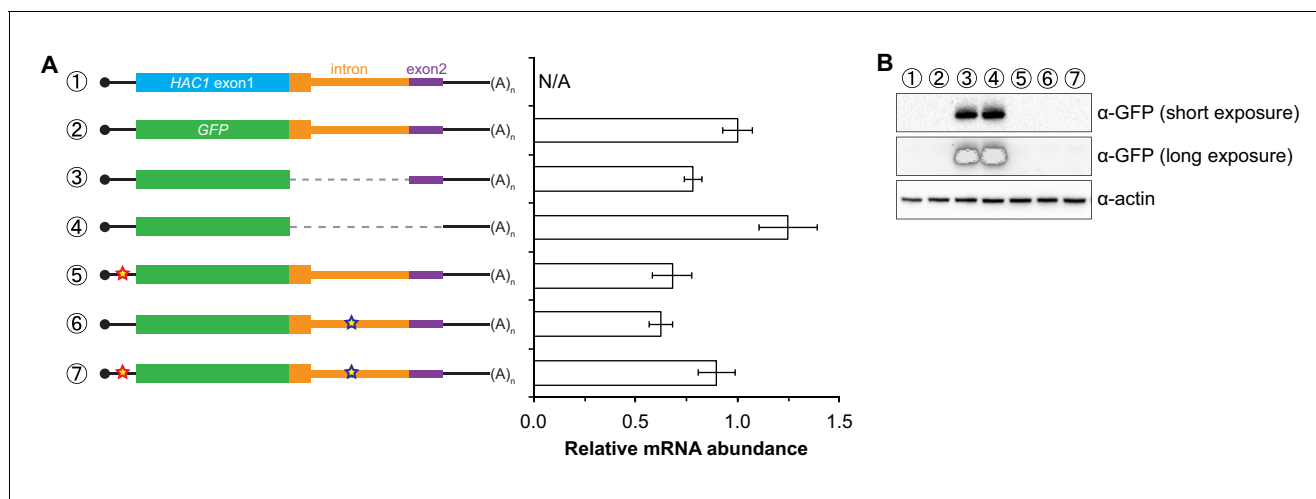 A
B
① HAC1 exon1 intron exon2 (A)n N/A
② GFP (A)n
③ (A)n
④ (A)n
⑤ (A)n
⑥ (A)n
⑦ (A)n
0.0 0.5 1.0 1.5
Relative mRNA abundance
① ② ③ ④ ⑤ ⑥ ⑦
α-GFP (short exposure)
α-GFP (long exposure)
α-actin